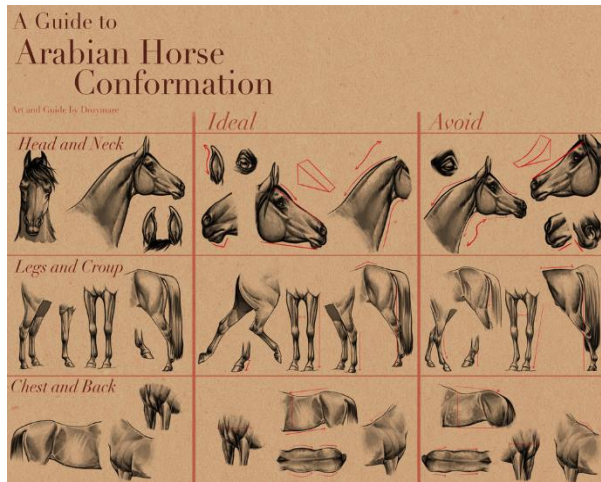 A Guide to
Arabian Horse
Conformation
Art and Guide by Dozymare
Ideal
Avoid
Head and Neck
Legs and Croup
Chest and Back